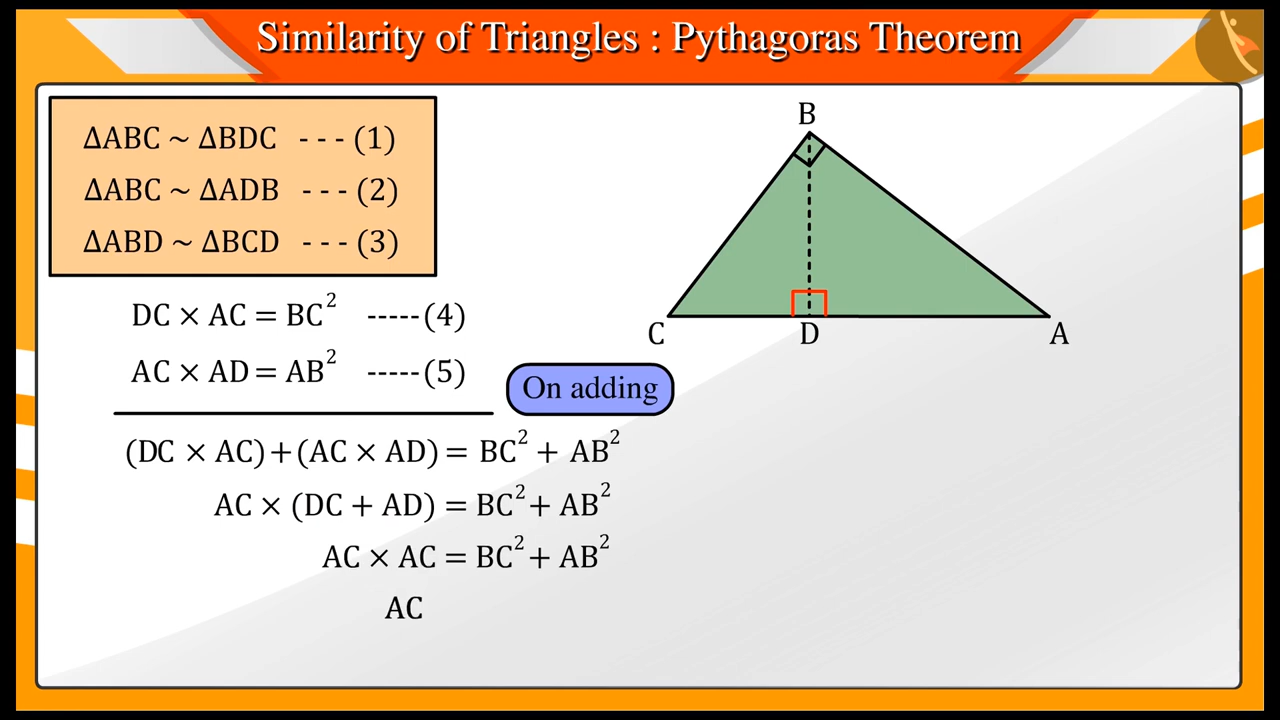 Similarity of Triangles : Pythagoras Theorem
ΔABC ~ ΔBDC - - - (1)
ΔABC ~ ΔADB - - - (2)
ΔABD ~ ΔBCD - - - (3)
DC × AC = BC² -----(4)
AC × AD = AB² -----(5)
On adding
(DC × AC)+(AC × AD) = BC² + AB²
AC × (DC + AD) = BC² + AB²
AC × AC = BC² + AB²
AC
B
C
D
A